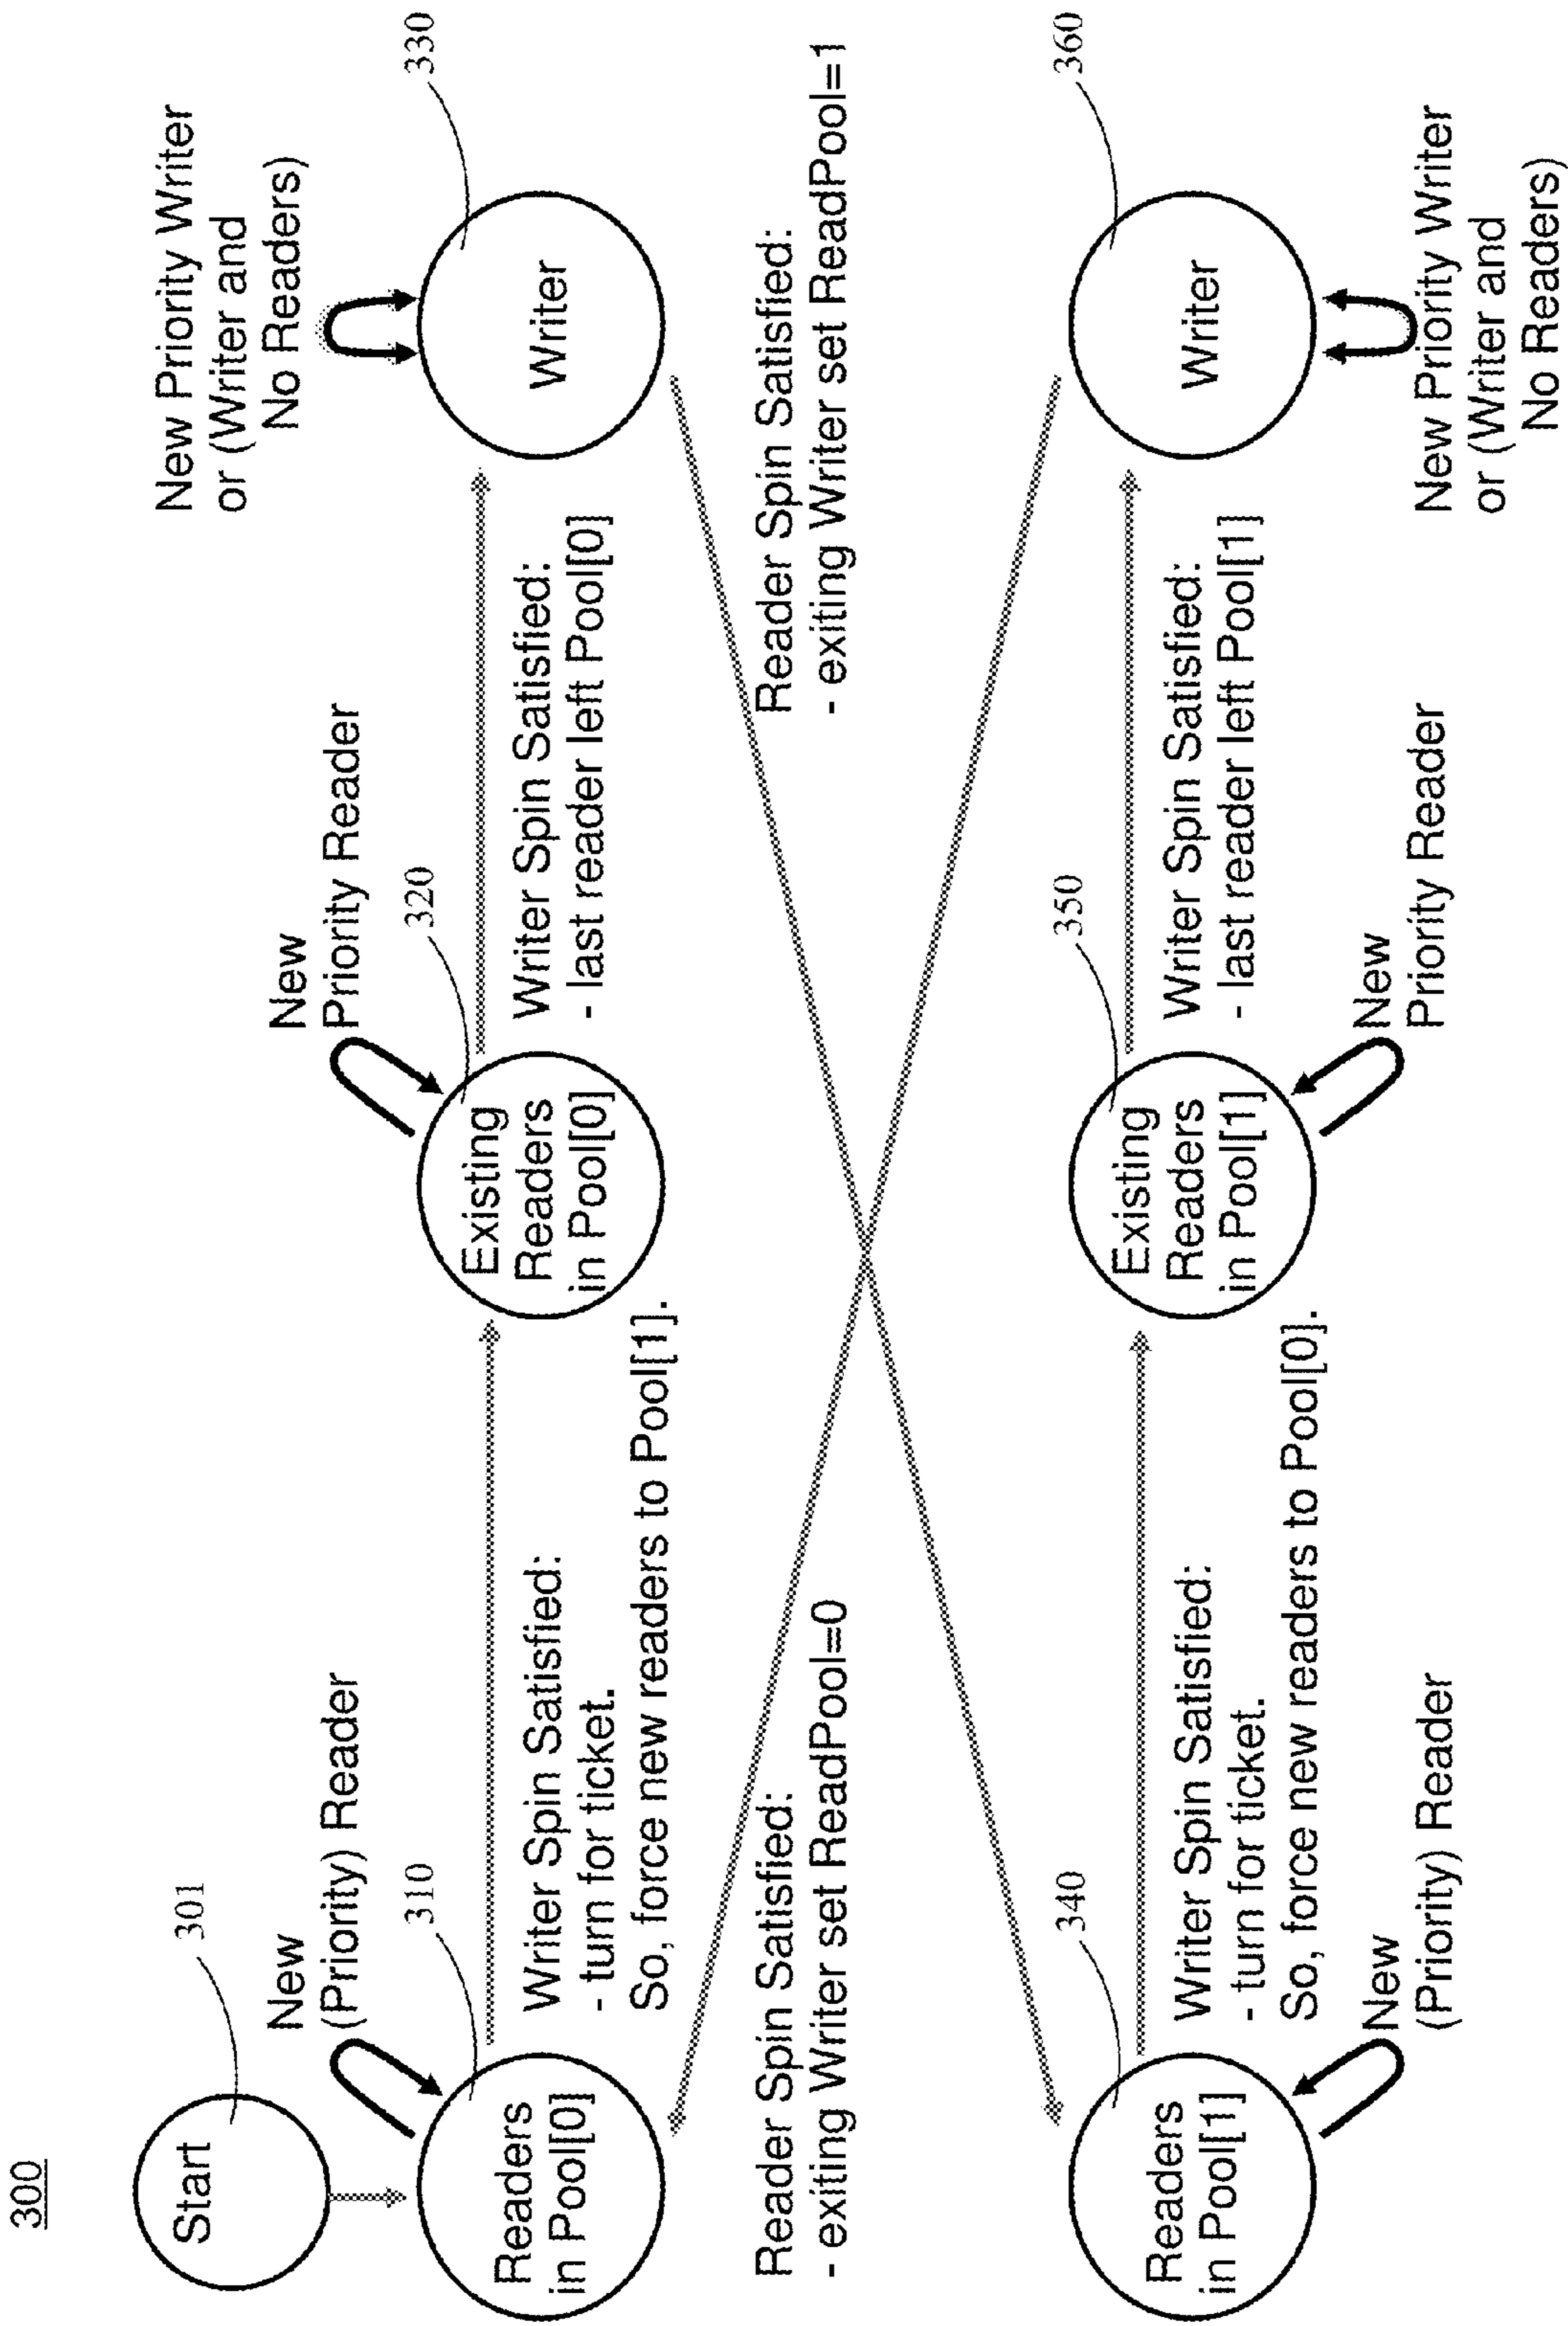 300
Start
301
New
(Priority) Reader
310
Readers
in Pool[0]
Writer Spin Satisfied:
- turn for ticket.
So, force new readers to Pool[1].
New
Priority Reader
320
Existing
Readers
in Pool[0]
Writer Spin Satisfied:
- last reader left Pool[0]
New Priority Writer
or (Writer and
No Readers)
330
Writer
Reader Spin Satisfied:
- exiting Writer set ReadPool=0
Reader Spin Satisfied:
- exiting Writer set ReadPool=1
340
Readers
in Pool[1]
New
(Priority) Reader
Writer Spin Satisfied:
- turn for ticket.
So, force new readers to Pool[0].
350
Existing
Readers
in Pool[1]
New
Priority Reader
Writer Spin Satisfied:
- last reader left Pool[1]
360
Writer
New Priority Writer
or (Writer and
No Readers)